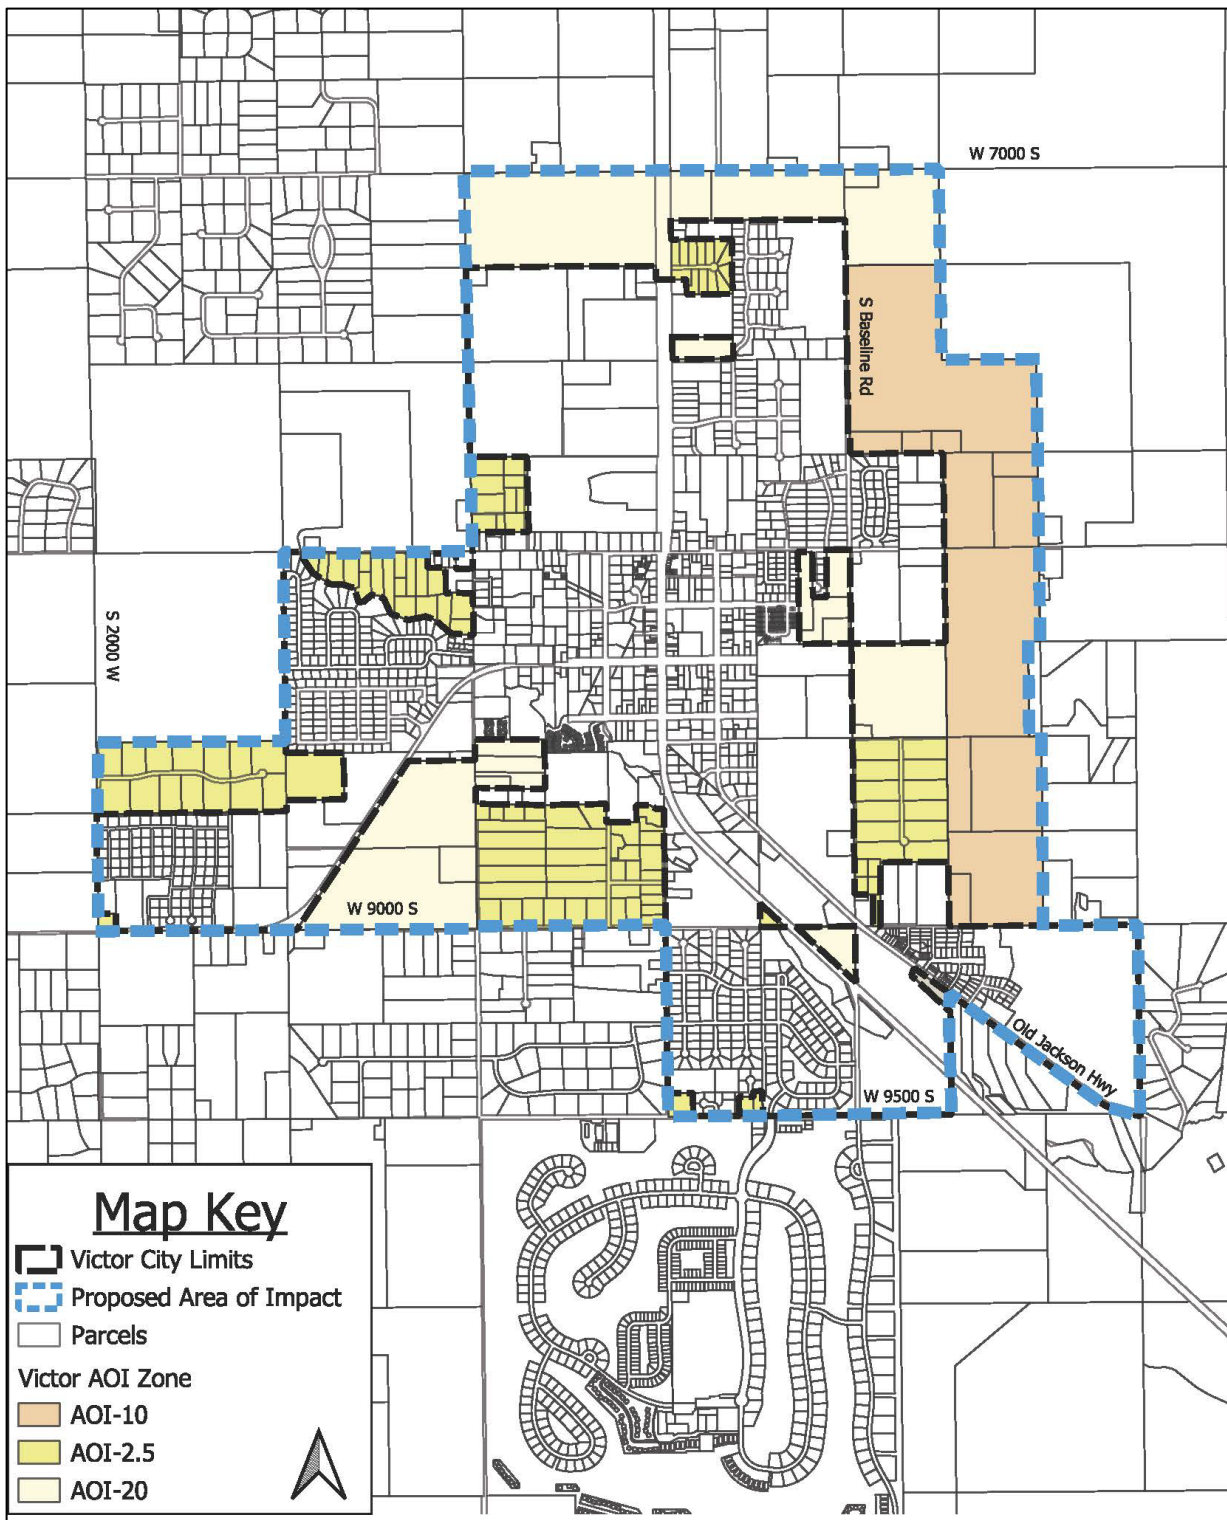 W 7000 S
S Baseline Rd
S 2000 W
W 9000 S
Old Jackson Hwy
W 9500 S
Map Key
Victor City Limits
Proposed Area of Impact
Parcels
Victor AOI Zone
AOI-10
AOI-2.5
AOI-20